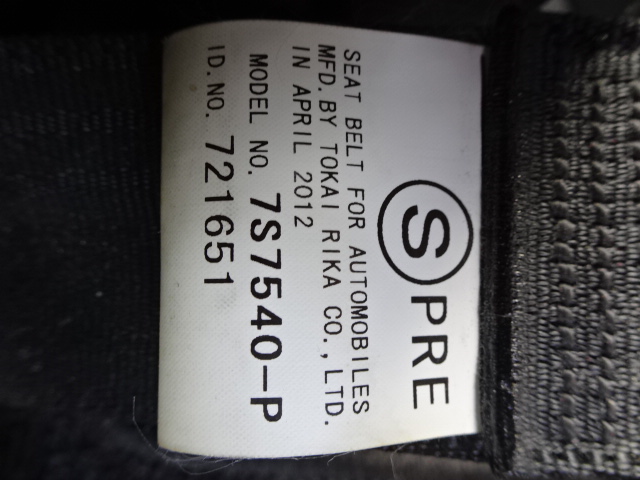 Ⓢ PRE
SEAT BELT FOR AUTOMOBILES
MFD. BY TOKAI RIKA CO., LTD.
IN APRIL 2012
MODEL NO. 7S7540-P
ID. NO. 721651